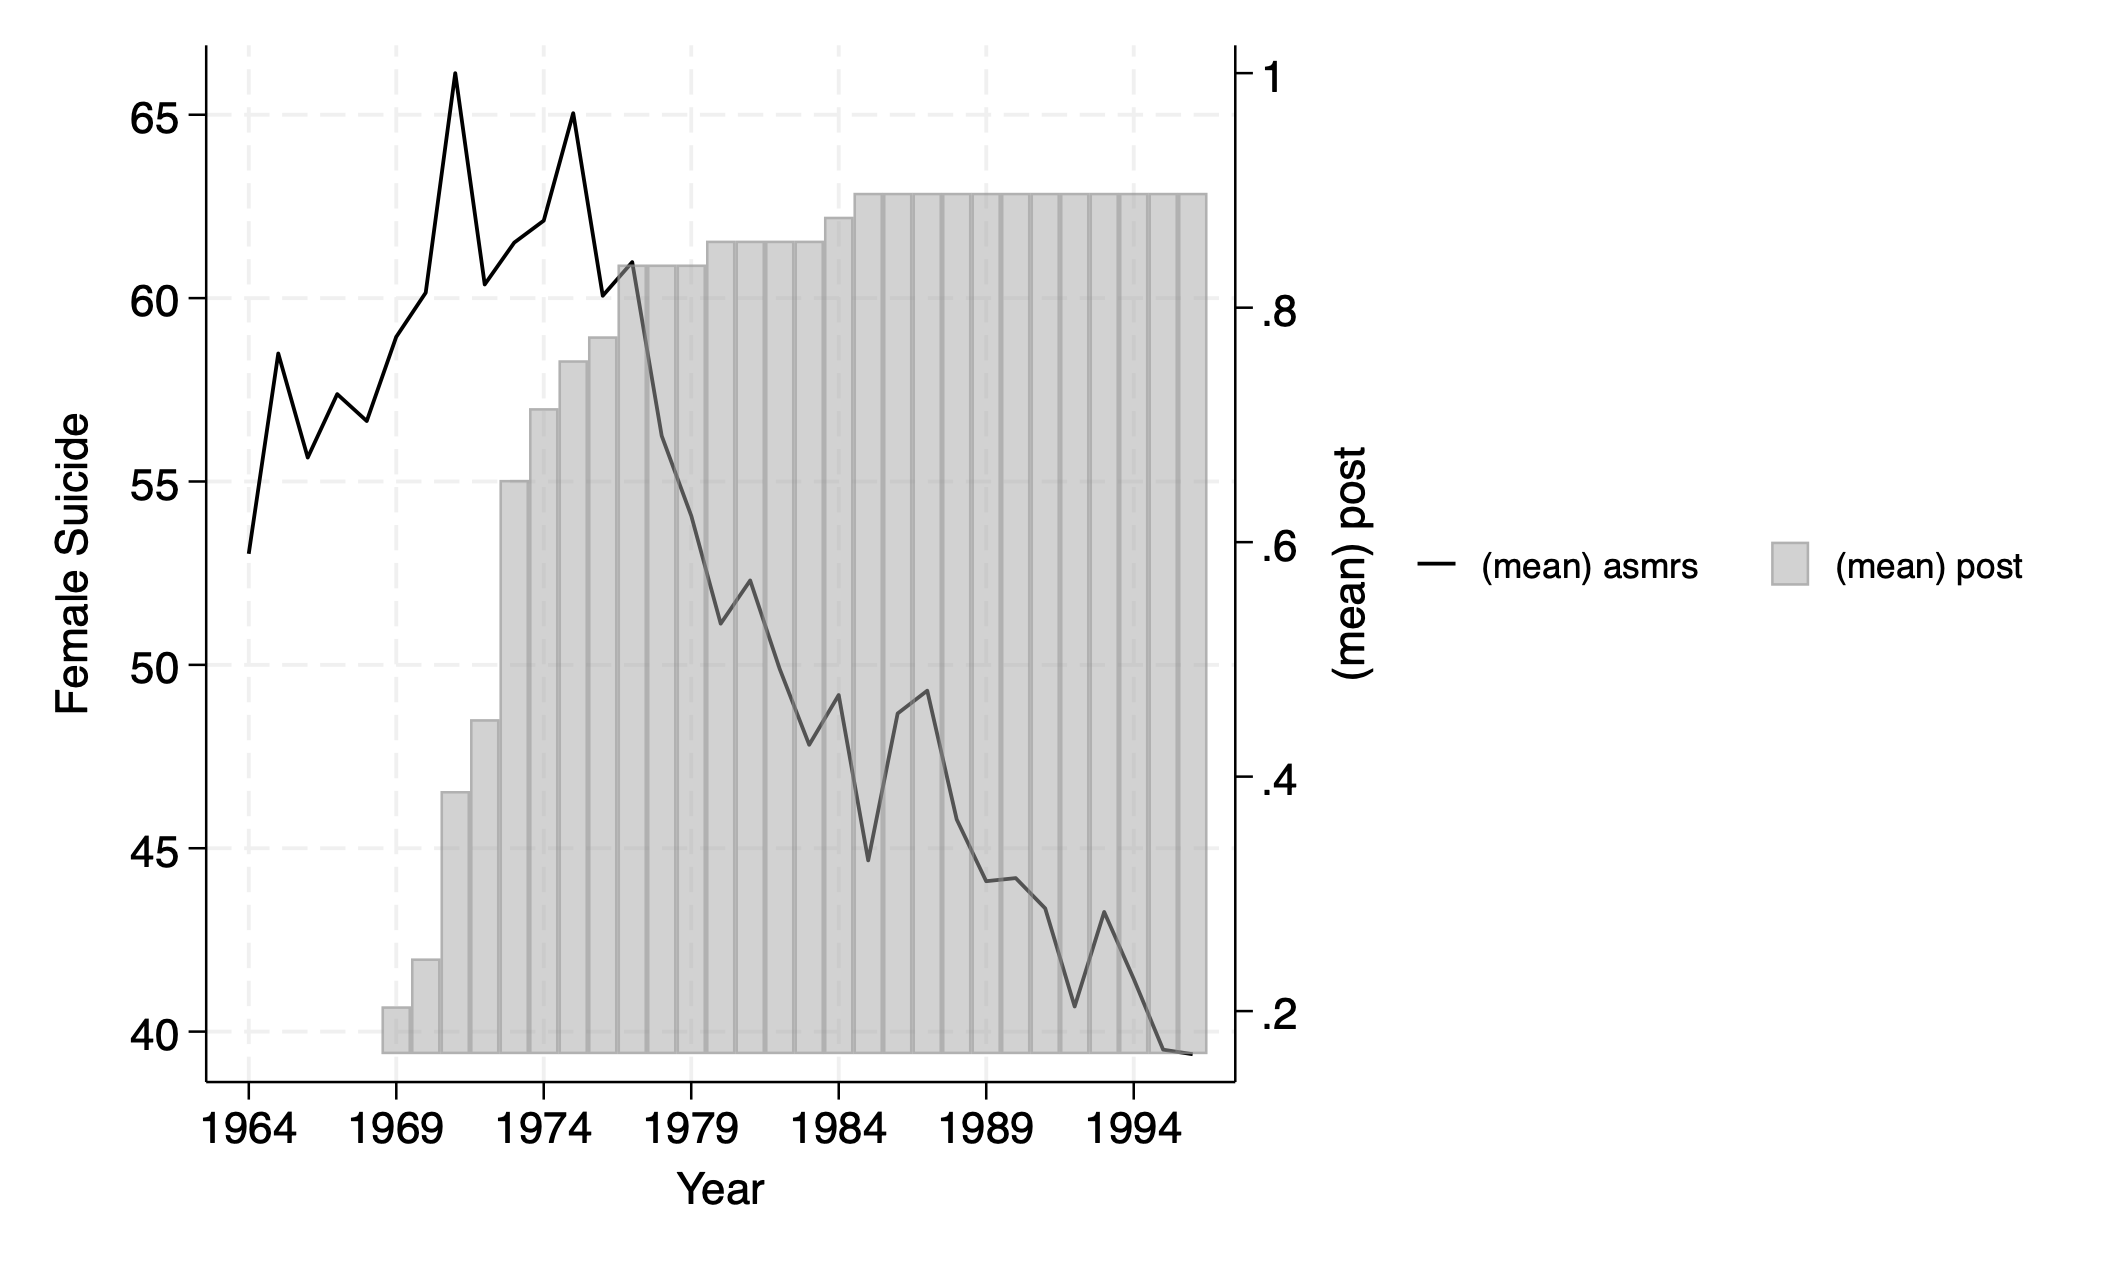 Female Suicide
65
60
55
50
45
40
1964 1969 1974 1979 1984 1989 1994
Year
1
.8
.6
.4
.2
(mean) post
(mean) asmrs
(mean) post